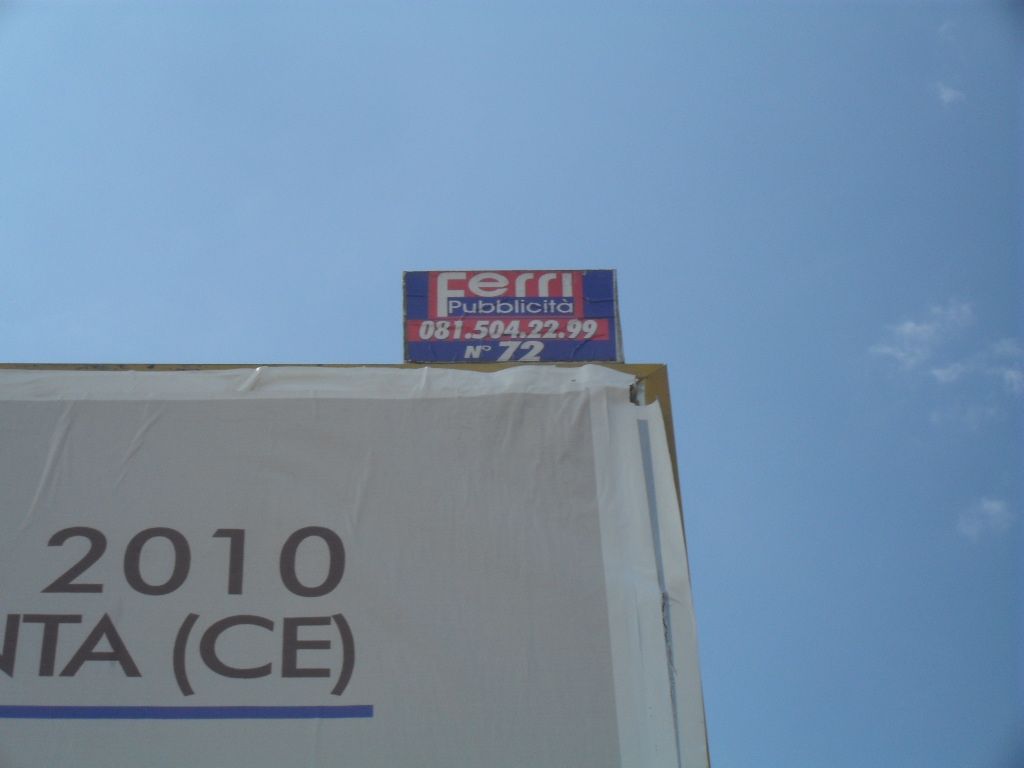 Ferri
Pubblicità
081.504.22.99
N° 72
2010
NTA (CE)